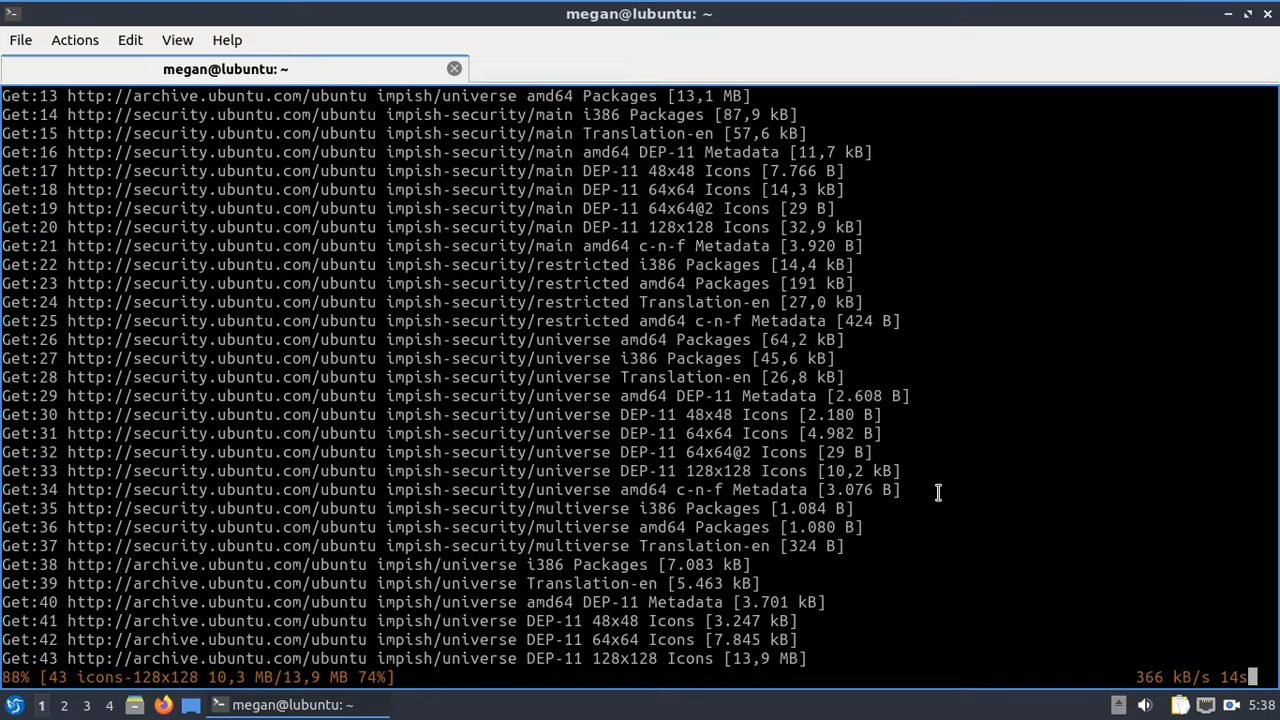 megan@lubuntu: ~
File Actions Edit View Help
megan@lubuntu: ~
Get:13 http://archive.ubuntu.com/ubuntu impish/universe amd64 Packages [13,1 MB]
Get:14 http://security.ubuntu.com/ubuntu impish-security/main i386 Packages [87,9 kB]
Get:15 http://security.ubuntu.com/ubuntu impish-security/main Translation-en [57,6 kB]
Get:16 http://security.ubuntu.com/ubuntu impish-security/main amd64 DEP-11 Metadata [11,7 kB]
Get:17 http://security.ubuntu.com/ubuntu impish-security/main DEP-11 48x48 Icons [7.766 B]
Get:18 http://security.ubuntu.com/ubuntu impish-security/main DEP-11 64x64 Icons [14,3 kB]
Get:19 http://security.ubuntu.com/ubuntu impish-security/main DEP-11 64x64@2 Icons [29 B]
Get:20 http://security.ubuntu.com/ubuntu impish-security/main DEP-11 128x128 Icons [32,9 kB]
Get:21 http://security.ubuntu.com/ubuntu impish-security/main amd64 c-n-f Metadata [3.920 B]
Get:22 http://security.ubuntu.com/ubuntu impish-security/restricted i386 Packages [14,4 kB]
Get:23 http://security.ubuntu.com/ubuntu impish-security/restricted amd64 Packages [191 kB]
Get:24 http://security.ubuntu.com/ubuntu impish-security/restricted Translation-en [27,0 kB]
Get:25 http://security.ubuntu.com/ubuntu impish-security/restricted amd64 c-n-f Metadata [424 B]
Get:26 http://security.ubuntu.com/ubuntu impish-security/universe amd64 Packages [64,2 kB]
Get:27 http://security.ubuntu.com/ubuntu impish-security/universe i386 Packages [45,6 kB]
Get:28 http://security.ubuntu.com/ubuntu impish-security/universe Translation-en [26,8 kB]
Get:29 http://security.ubuntu.com/ubuntu impish-security/universe amd64 DEP-11 Metadata [2.608 B]
Get:30 http://security.ubuntu.com/ubuntu impish-security/universe DEP-11 48x48 Icons [2.180 B]
Get:31 http://security.ubuntu.com/ubuntu impish-security/universe DEP-11 64x64 Icons [4.982 B]
Get:32 http://security.ubuntu.com/ubuntu impish-security/universe DEP-11 64x64@2 Icons [29 B]
Get:33 http://security.ubuntu.com/ubuntu impish-security/universe DEP-11 128x128 Icons [10,2 kB]
Get:34 http://security.ubuntu.com/ubuntu impish-security/universe amd64 c-n-f Metadata [3.076 B]
Get:35 http://security.ubuntu.com/ubuntu impish-security/multiverse i386 Packages [1.084 B]
Get:36 http://security.ubuntu.com/ubuntu impish-security/multiverse amd64 Packages [1.080 B]
Get:37 http://security.ubuntu.com/ubuntu impish-security/multiverse Translation-en [324 B]
Get:38 http://archive.ubuntu.com/ubuntu impish/universe i386 Packages [7.083 kB]
Get:39 http://archive.ubuntu.com/ubuntu impish/universe Translation-en [5.463 kB]
Get:40 http://archive.ubuntu.com/ubuntu impish/universe amd64 DEP-11 Metadata [3.701 kB]
Get:41 http://archive.ubuntu.com/ubuntu impish/universe DEP-11 48x48 Icons [3.247 kB]
Get:42 http://archive.ubuntu.com/ubuntu impish/universe DEP-11 64x64 Icons [7.845 kB]
Get:43 http://archive.ubuntu.com/ubuntu impish/universe DEP-11 128x128 Icons [13,9 MB]
88% [43 icons-128x128 10,3 MB/13,9 MB 74%] 366 kB/s 14s
1 2 3 4 megan@lubuntu: ~ 5:38